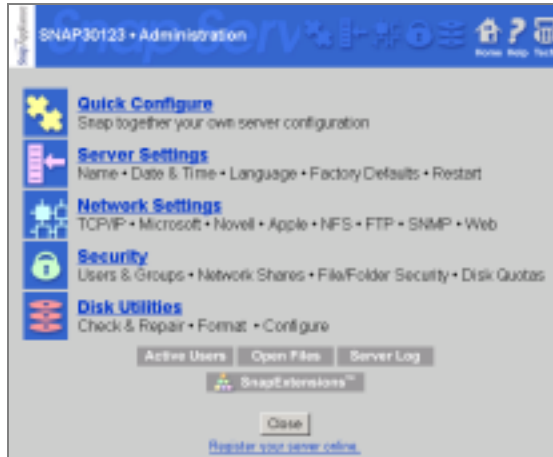 SNAP30123 • Administration
Home Help
Quick Configure
Snap together your own server configuration
Server Settings
Name • Date & Time • Language • Factory Defaults • Restart
Network Settings
TCP/IP • Microsoft • Novell • Apple • NFS • FTP • SNMP • Web
Security
Users & Groups • Network Shares • File/Folder Security • Disk Quotas
Disk Utilities
Check & Repair • Format • Configure
Active Users Open Files Server Log
SnapExtensions™
Close
Register your server online.